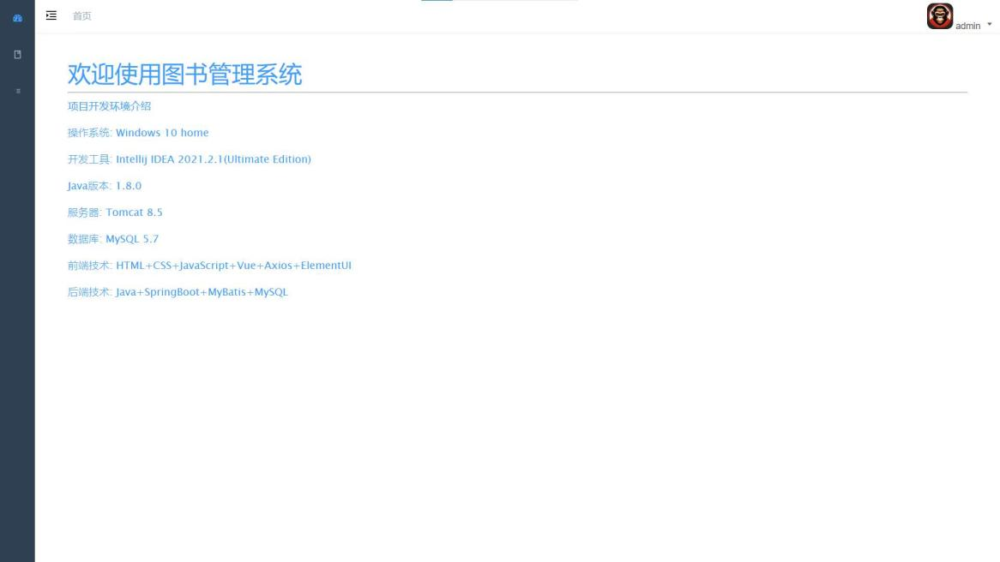 首页
admin
欢迎使用图书管理系统
项目开发环境介绍
操作系统: Windows 10 home
开发工具: Intellij IDEA 2021.2.1(Ultimate Edition)
Java版本: 1.8.0
服务器: Tomcat 8.5
数据库: MySQL 5.7
前端技术: HTML+CSS+JavaScript+Vue+Axios+ElementUI
后端技术: Java+SpringBoot+MyBatis+MySQL